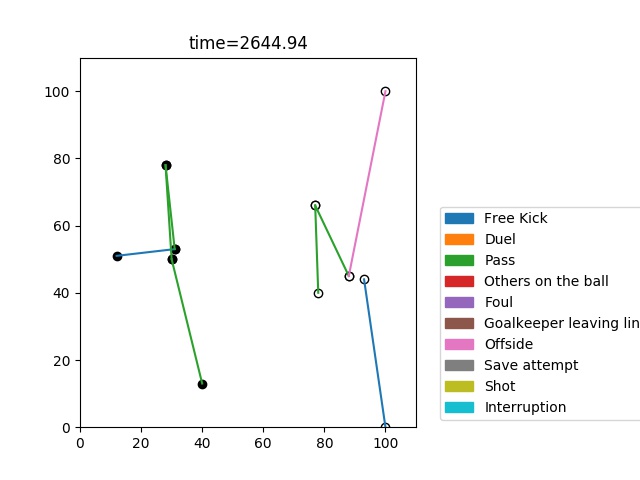 time=2644.94
100
80
60
40
20
0
0 20 40 60 80 100
Free Kick
Duel
Pass
Others on the ball
Foul
Goalkeeper leaving lin
Offside
Save attempt
Shot
Interruption